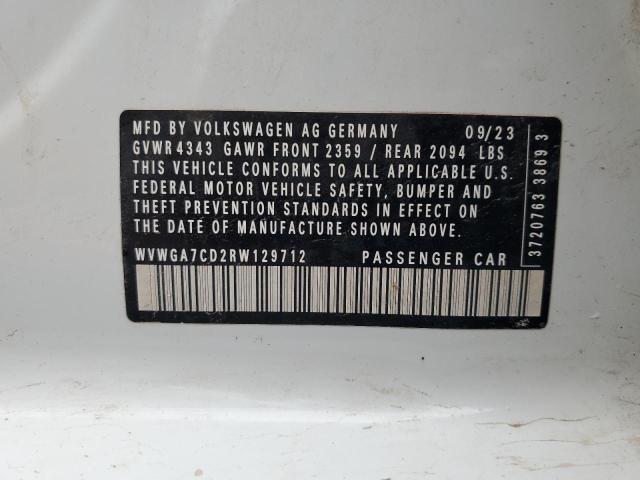 MFD BY VOLKSWAGEN AG GERMANY 09/23
GVWR 4343 GAWR FRONT 2359 / REAR 2094 LBS
THIS VEHICLE CONFORMS TO ALL APPLICABLE U.S.
FEDERAL MOTOR VEHICLE SAFETY, BUMPER AND
THEFT PREVENTION STANDARDS IN EFFECT ON
THE DATE OF MANUFACTURE SHOWN ABOVE.
WVWGA7CD2RW129712 PASSENGER CAR
3720763 3869 3